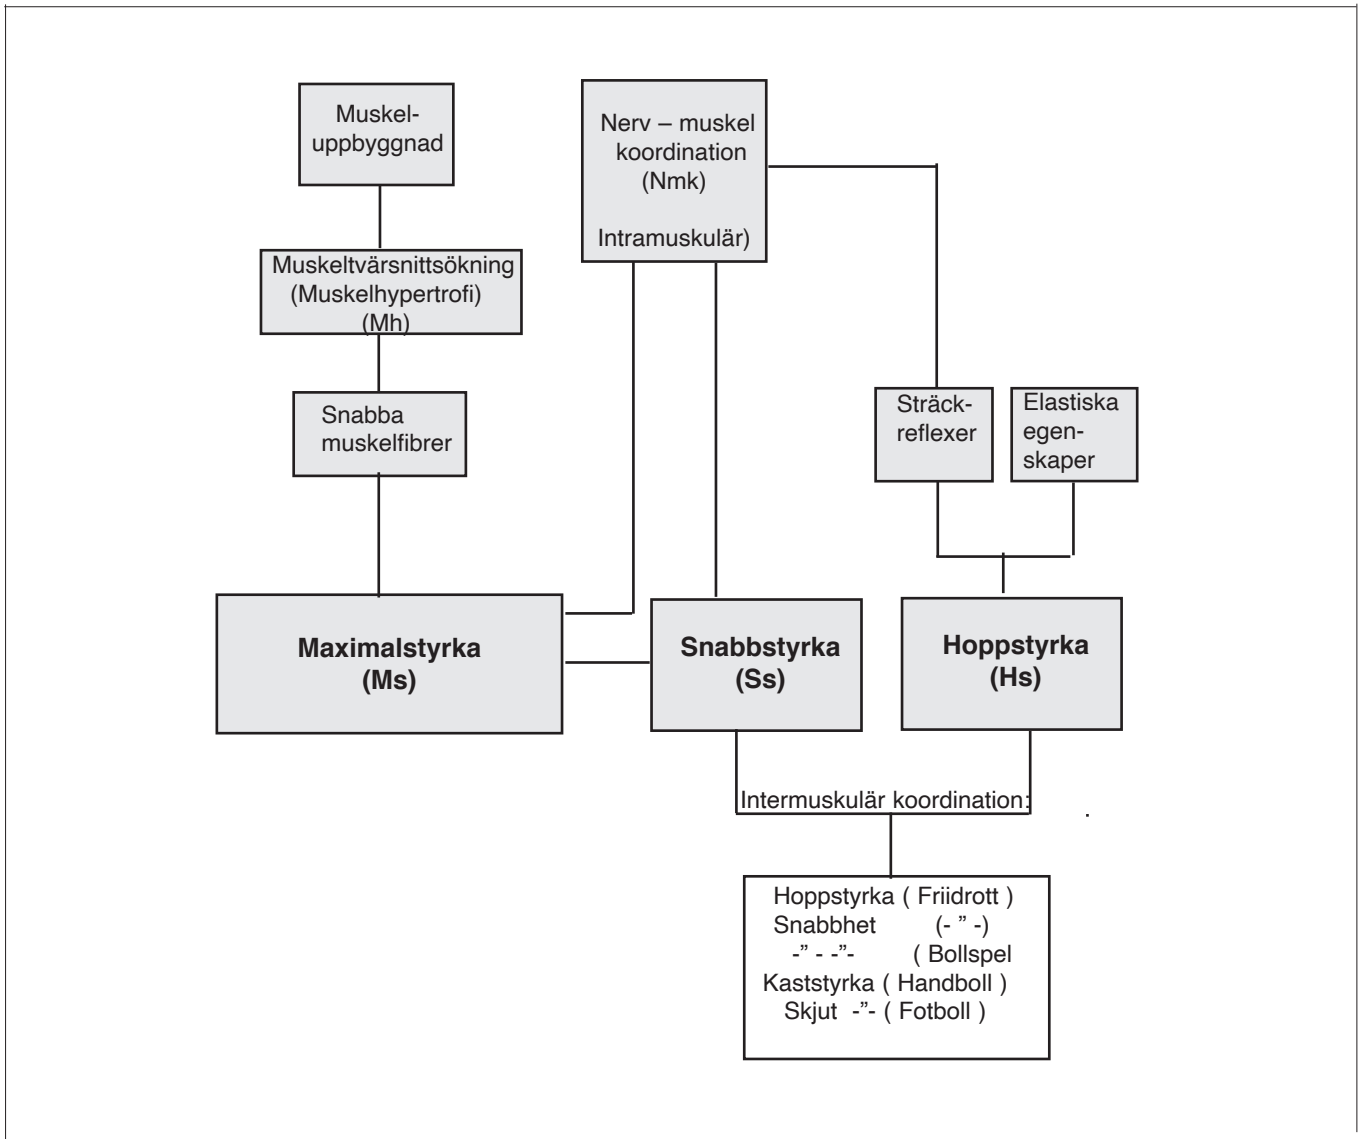 Muskel-
uppbyggnad
Nerv – muskel
koordination
(Nmk)
Intramuskulär)
Muskeltvärsnittsökning
(Muskelhypertrofi)
(Mh)
Snabba
muskelfibrer
Sträck-
reflexer
Elastiska
egen-
skaper
Maximalstyrka
(Ms)
Snabbstyrka
(Ss)
Hoppstyrka
(Hs)
Intermuskulär koordination:
.
Hoppstyrka ( Friidrott )
Snabbhet (- ” -)
-” - -”- ( Bollspel
Kaststyrka ( Handboll )
Skjut -”- ( Fotboll )